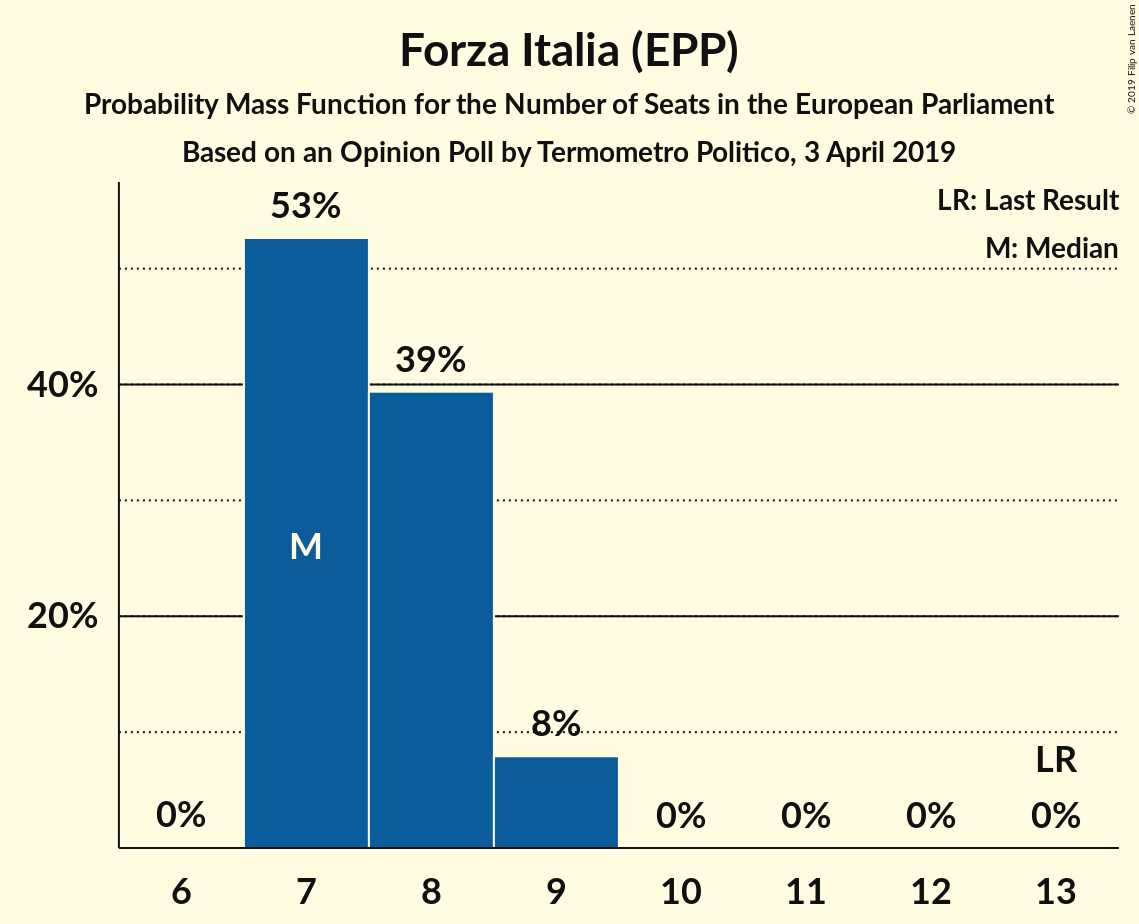 Forza Italia (EPP)
Probability Mass Function for the Number of Seats in the European Parliament
Based on an Opinion Poll by Termometro Politico, 3 April 2019
© 2019 Filip van Laenen
LR: Last Result
M: Median
53%
39%
40%
M
20%
8%
LR
0%
0%
0%
0%
0%
6 7 8 9 10 11 12 13